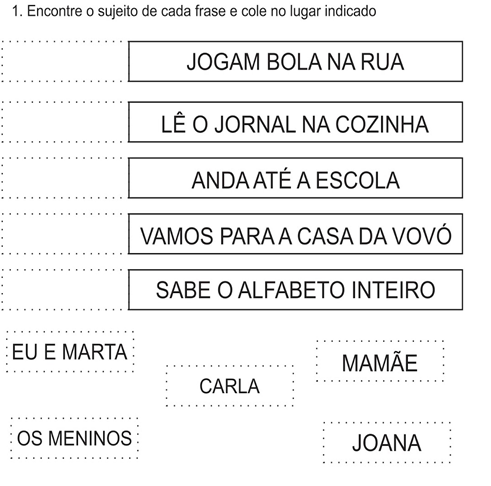 1. Encontre o sujeito de cada frase e cole no lugar indicado
JOGAM BOLA NA RUA
LÊ O JORNAL NA COZINHA
ANDA ATÉ A ESCOLA
VAMOS PARA A CASA DA VOVÓ
SABE O ALFABETO INTEIRO
EU E MARTA
MAMÃE
CARLA
OS MENINOS
JOANA